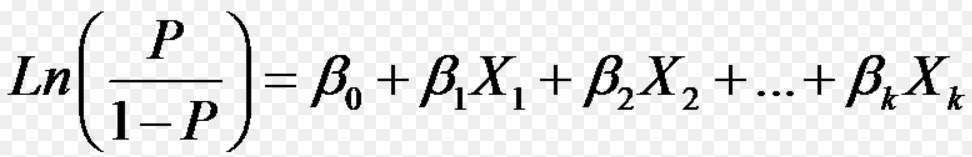 Ln(P/(1−P)) = β₀ + β₁X₁ + β₂X₂ + ... + βₖXₖ